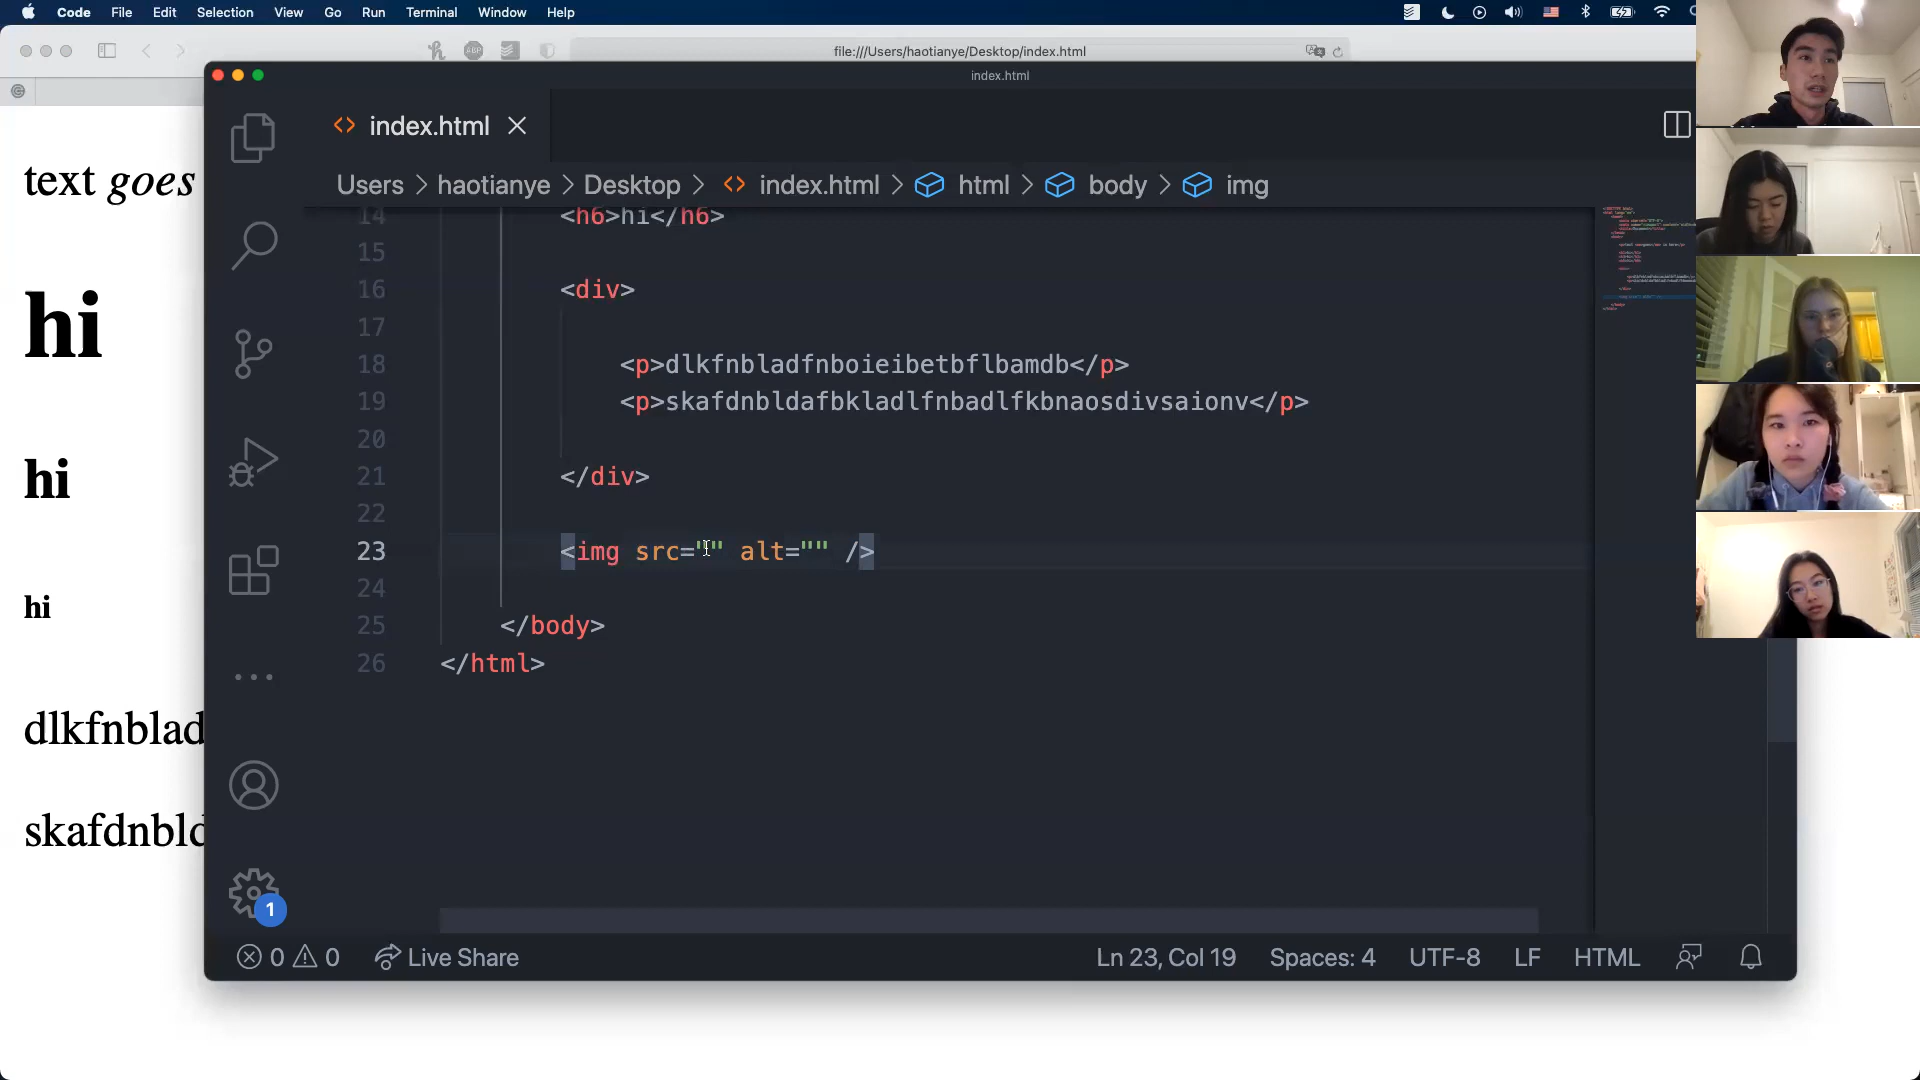 Code File Edit Selection View Go Run Terminal Window Help
ABP
file:///Users/haotianye/Desktop/index.html
index.html
index.html
Users > haotianye > Desktop > index.html > html > body > img
text goes
hi
hi
hi
dlkfnblad
skafdnbld
14 <h6>hi</h6>
15
16 <div>
17
18 <p>dlkfnbladfnboieibetbflbamdb</p>
19 <p>skafdnbldafbkladlfnbadlfkbnaosdivsaionv</p>
20
21 </div>
22
23 <img src="" alt="" />
24
25 </body>
26 </html>
1
0 0 Live Share Ln 23, Col 19 Spaces: 4 UTF-8 LF HTML